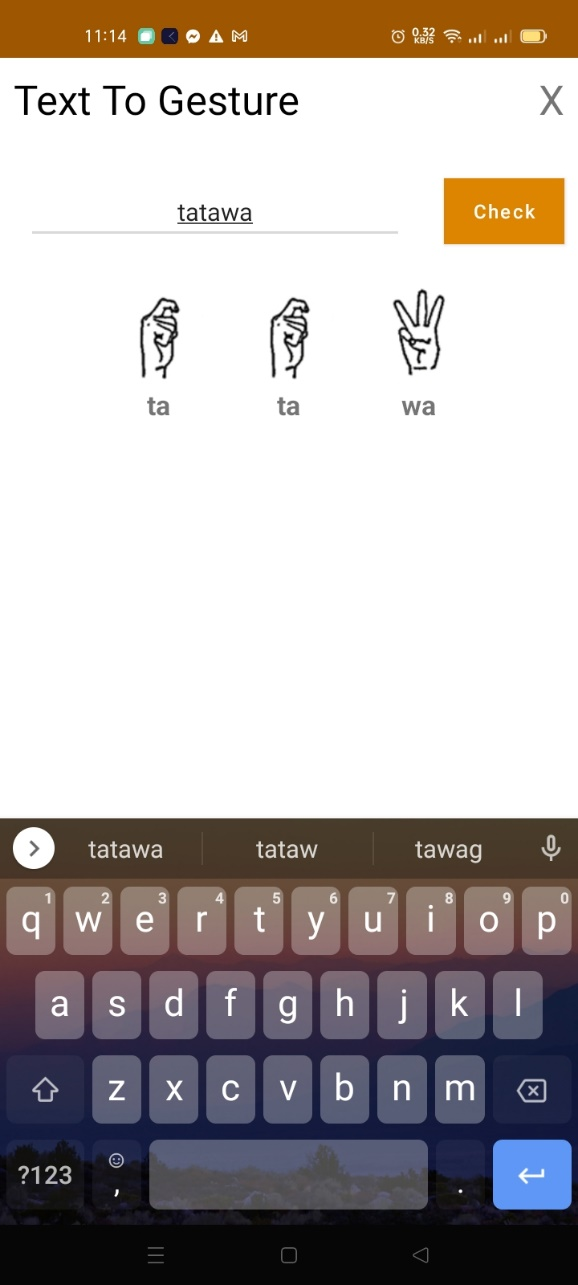 11:14 0.32 KB/S
Text To Gesture X
tatawa Check
ta ta wa
tatawa tataw tawag
1 2 3 4 5 6 7 8 9 0
q w e r t y u i o p
a s d f g h j k l
z x c v b n m
?123 , .